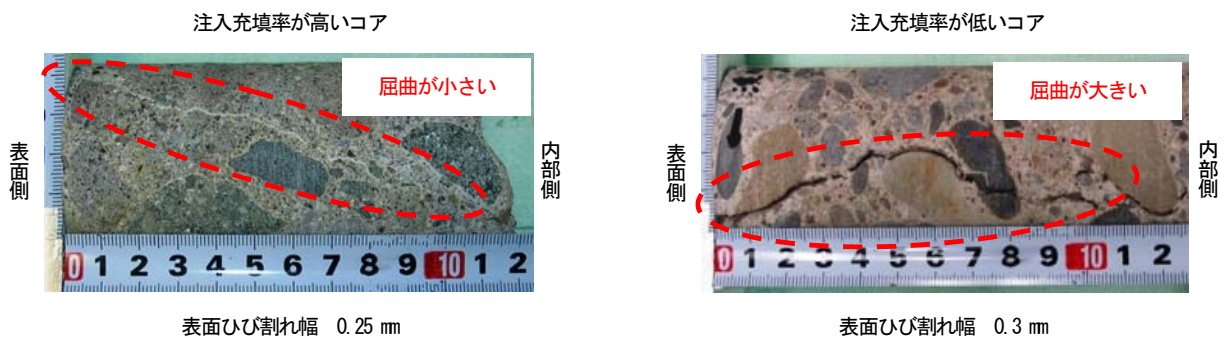 注入充填率が高いコア
屈曲が小さい
表面側
内部側
0 1 2 3 4 5 6 7 8 9 10 1 2
表面ひび割れ幅 0.25 ㎜
注入充填率が低いコア
屈曲が大きい
表面側
内部側
0 1 2 3 4 5 6 7 8 9 10 1 2
表面ひび割れ幅 0.3 ㎜